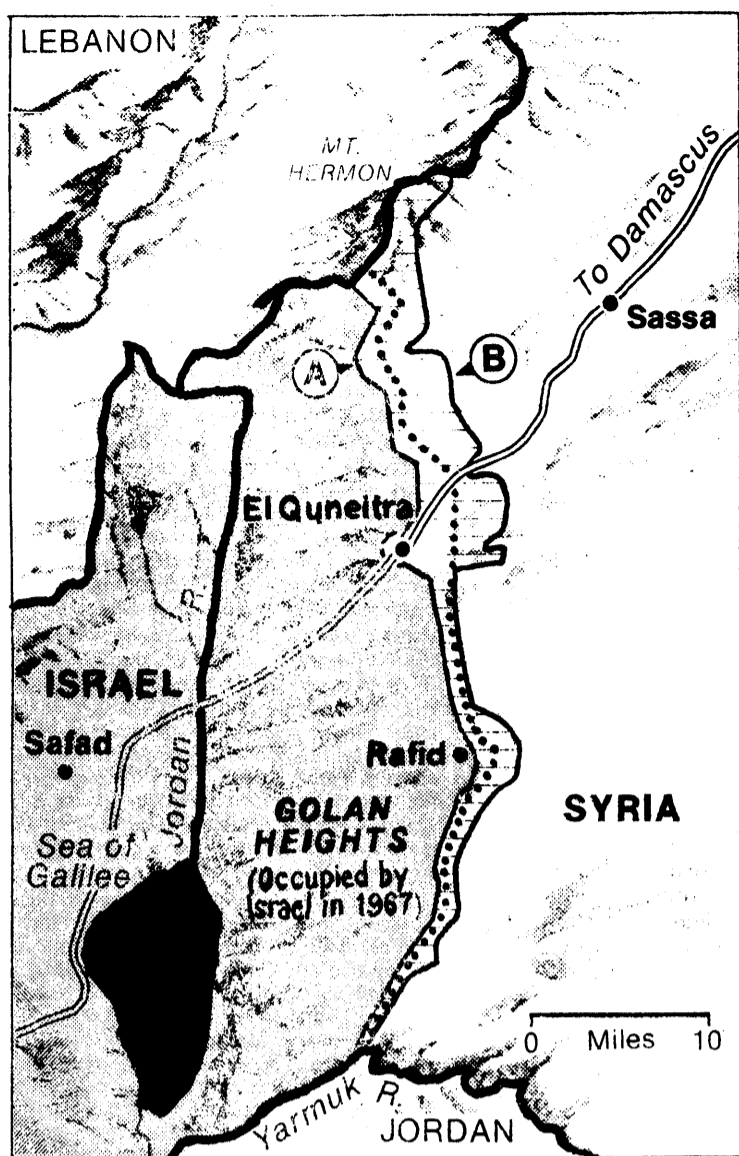 LEBANON
MT.
HERMON
To Damascus
Sassa
A
B
El Quneitra
R.
ISRAEL
Safad
Jordan
Rafid
GOLAN
HEIGHTS
(Occupied by
Israel in 1967)
SYRIA
Sea of
Galilee
0 Miles 10
Yarmuk R.
JORDAN